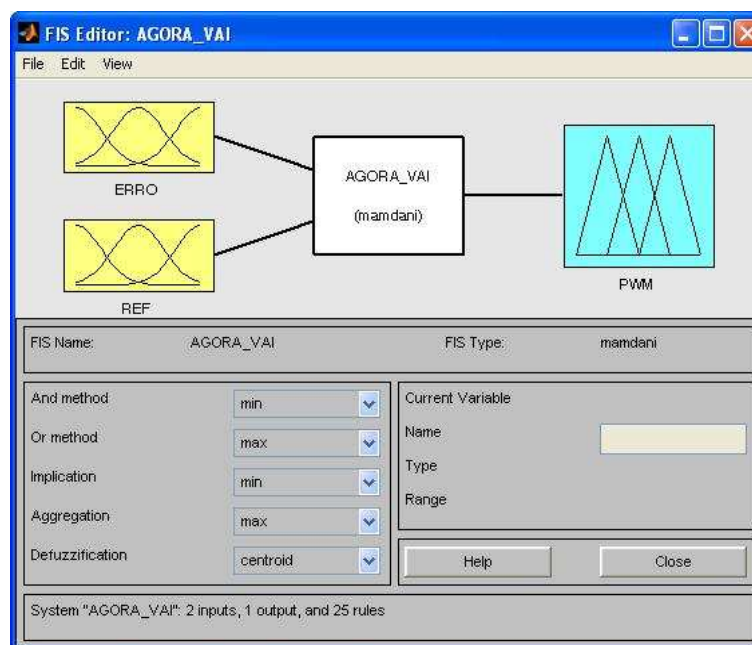 FIS Editor: AGORA_VAI
File Edit View
ERRO
REF
AGORA_VAI
(mamdani)
PWM
FIS Name: AGORA_VAI FIS Type: mamdani
And method min
Or method max
Implication min
Aggregation max
Defuzzification centroid
Current Variable
Name
Type
Range
Help Close
System "AGORA_VAI": 2 inputs, 1 output, and 25 rules